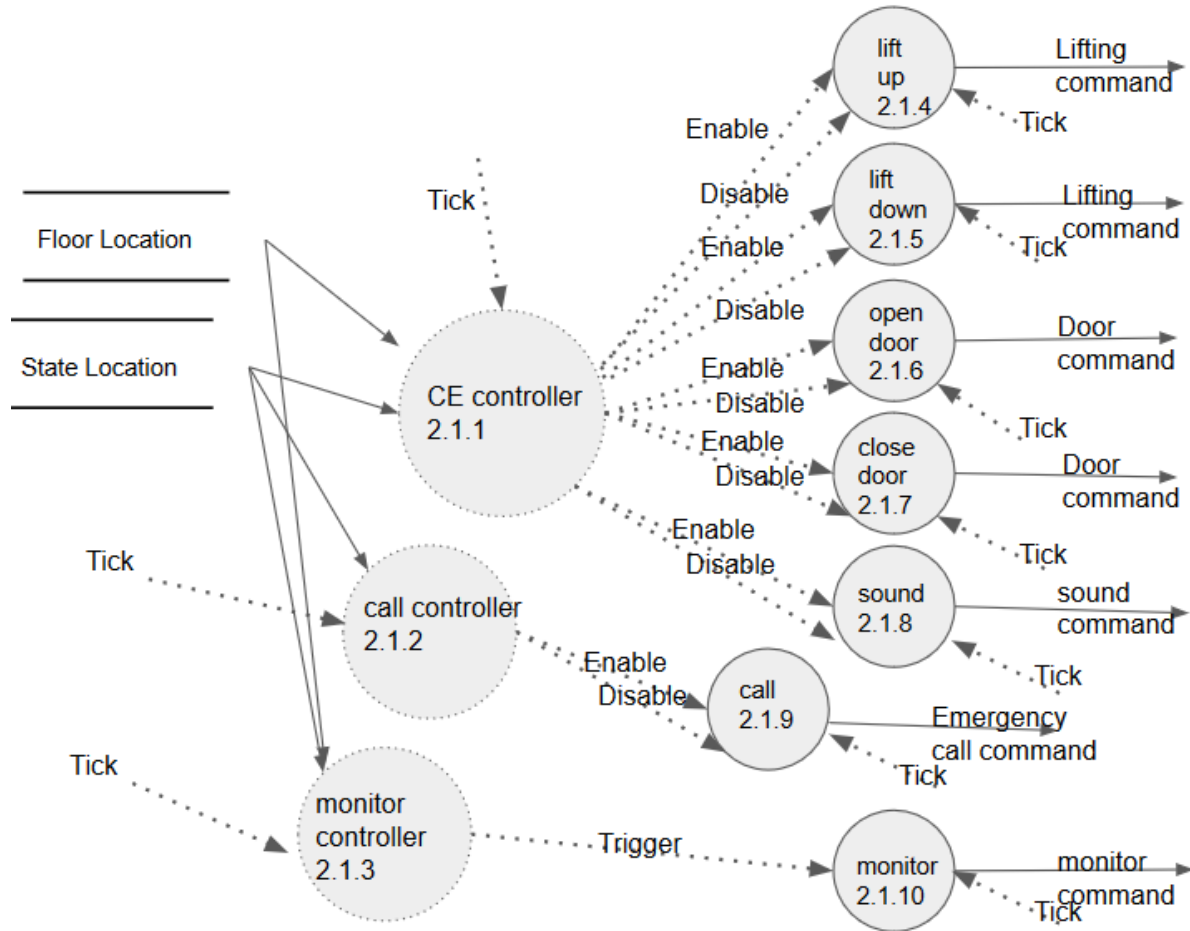 lift
up
2.1.4
Lifting
command
Tick
Enable
Disable
lift
down
2.1.5
Lifting
command
Tick
Enable
Disable
Tick
Floor Location
State Location
CE controller
2.1.1
open
door
2.1.6
Door
command
Tick
Enable
Disable
close
door
2.1.7
Door
command
Tick
Enable
Disable
sound
2.1.8
sound
command
Tick
Enable
Disable
Tick
call controller
2.1.2
Enable
Disable
call
2.1.9
Emergency
call command
Tick
Tick
monitor
controller
2.1.3
Trigger
monitor
2.1.10
monitor
command
Tick